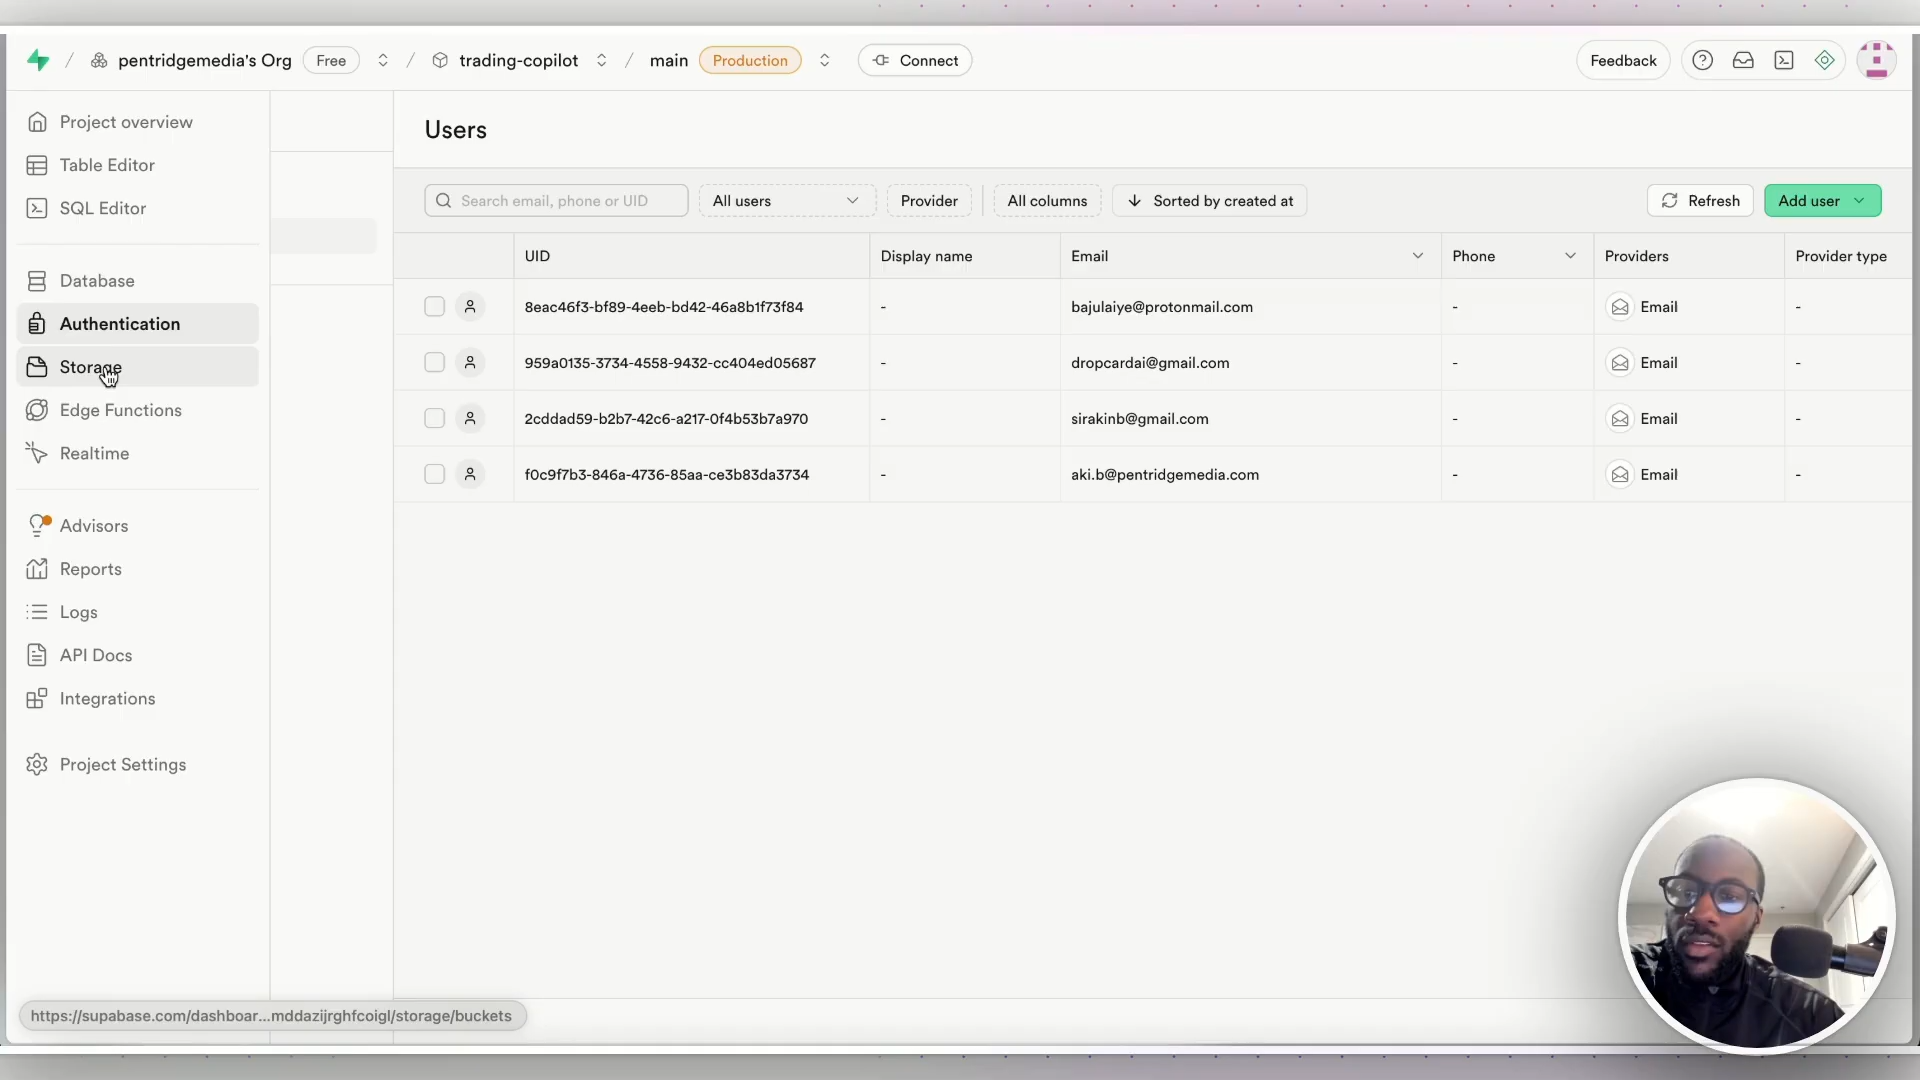 / pentridgemedia's Org Free / trading-copilot / main Production Connect Feedback
Project overview
Table Editor
SQL Editor
Database
Authentication
Storage
Edge Functions
Realtime
Advisors
Reports
Logs
API Docs
Integrations
Project Settings
Users
Search email, phone or UID All users Provider All columns Sorted by created at Refresh Add user
UID Display name Email Phone Providers Provider type
8eac46f3-bf89-4eeb-bd42-46a8b1f73f84 - bajulaiye@protonmail.com - Email -
959a0135-3734-4558-9432-cc404ed05687 - dropcardai@gmail.com - Email -
2cddad59-b2b7-42c6-a217-0f4b53b7a970 - sirakinb@gmail.com - Email -
f0c9f7b3-846a-4736-85aa-ce3b83da3734 - aki.b@pentridgemedia.com - Email -
https://supabase.com/dashboar...mddazijrghfcoigl/storage/buckets